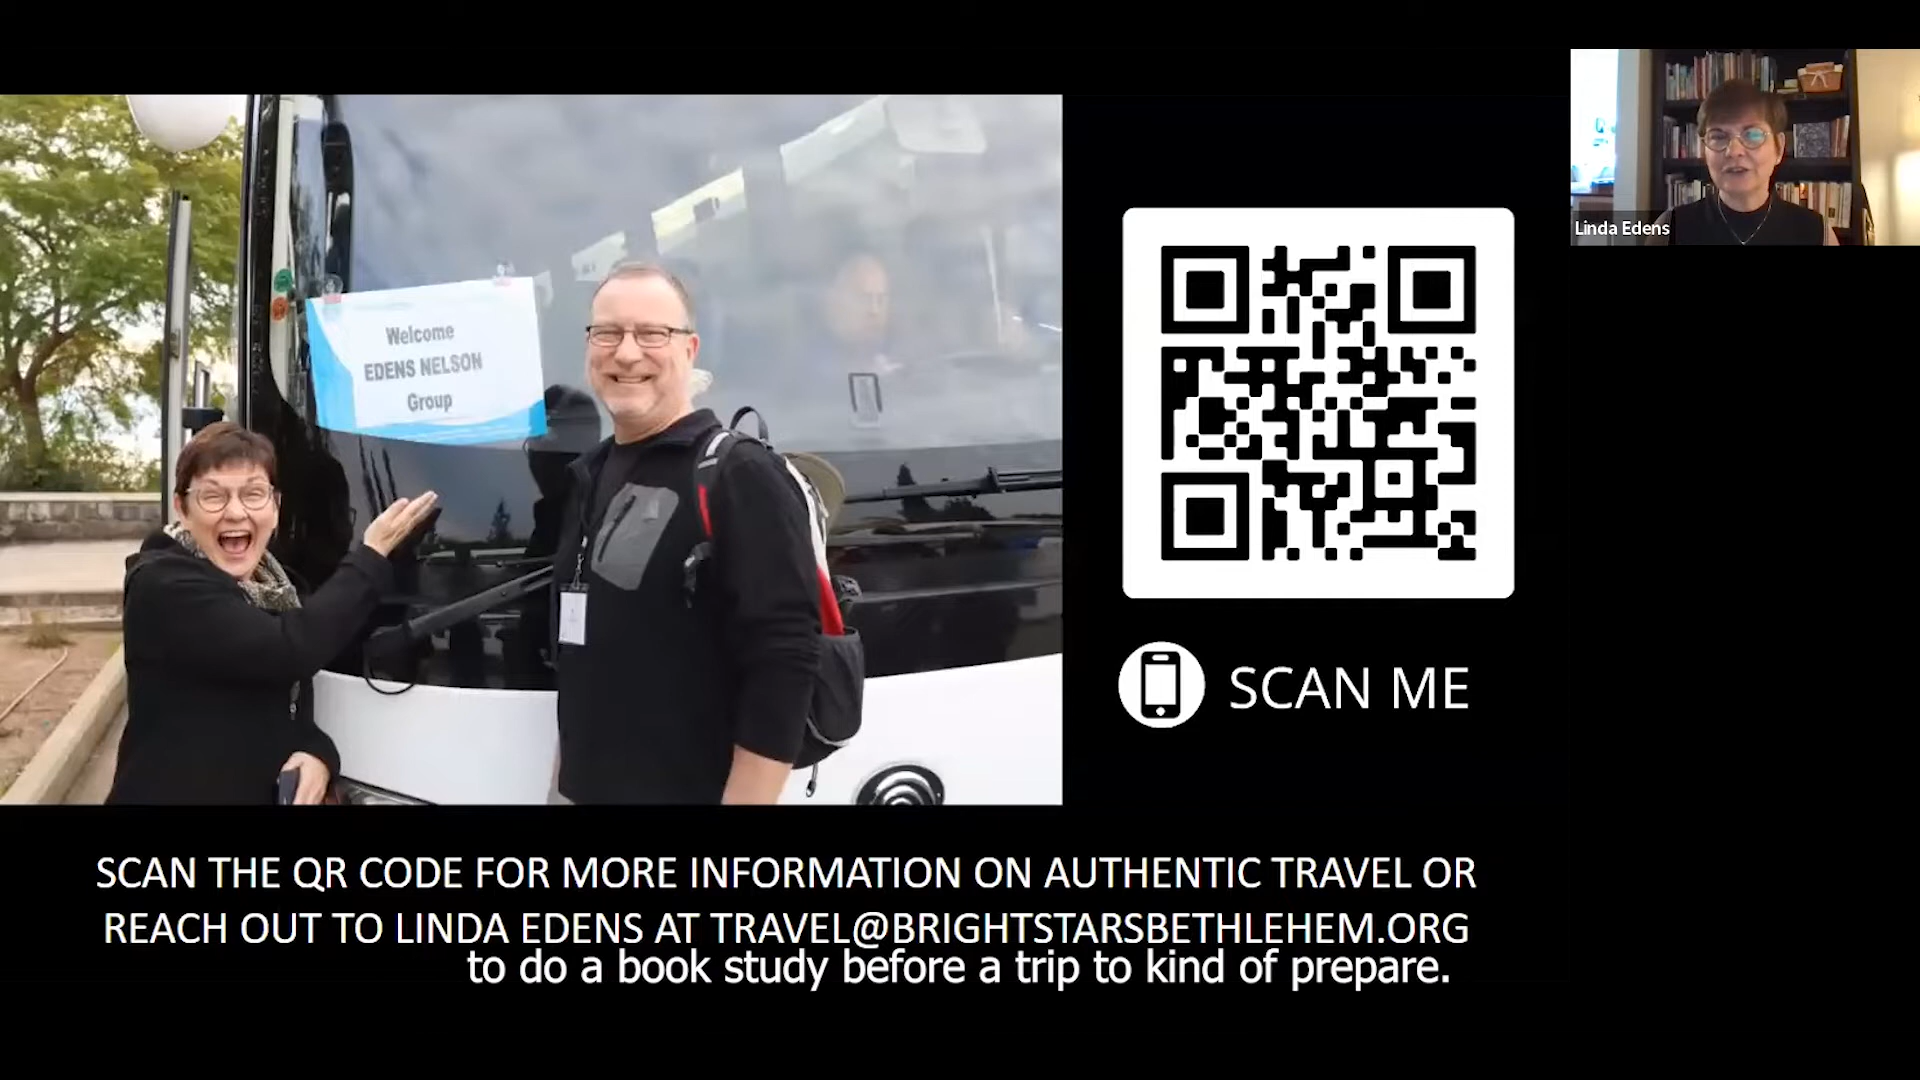 Linda Edens
Welcome
EDENS NELSON
Group
SCAN ME
SCAN THE QR CODE FOR MORE INFORMATION ON AUTHENTIC TRAVEL OR
REACH OUT TO LINDA EDENS AT TRAVEL@BRIGHTSTARSBETHLEHEM.ORG
to do a book study before a trip to kind of prepare.